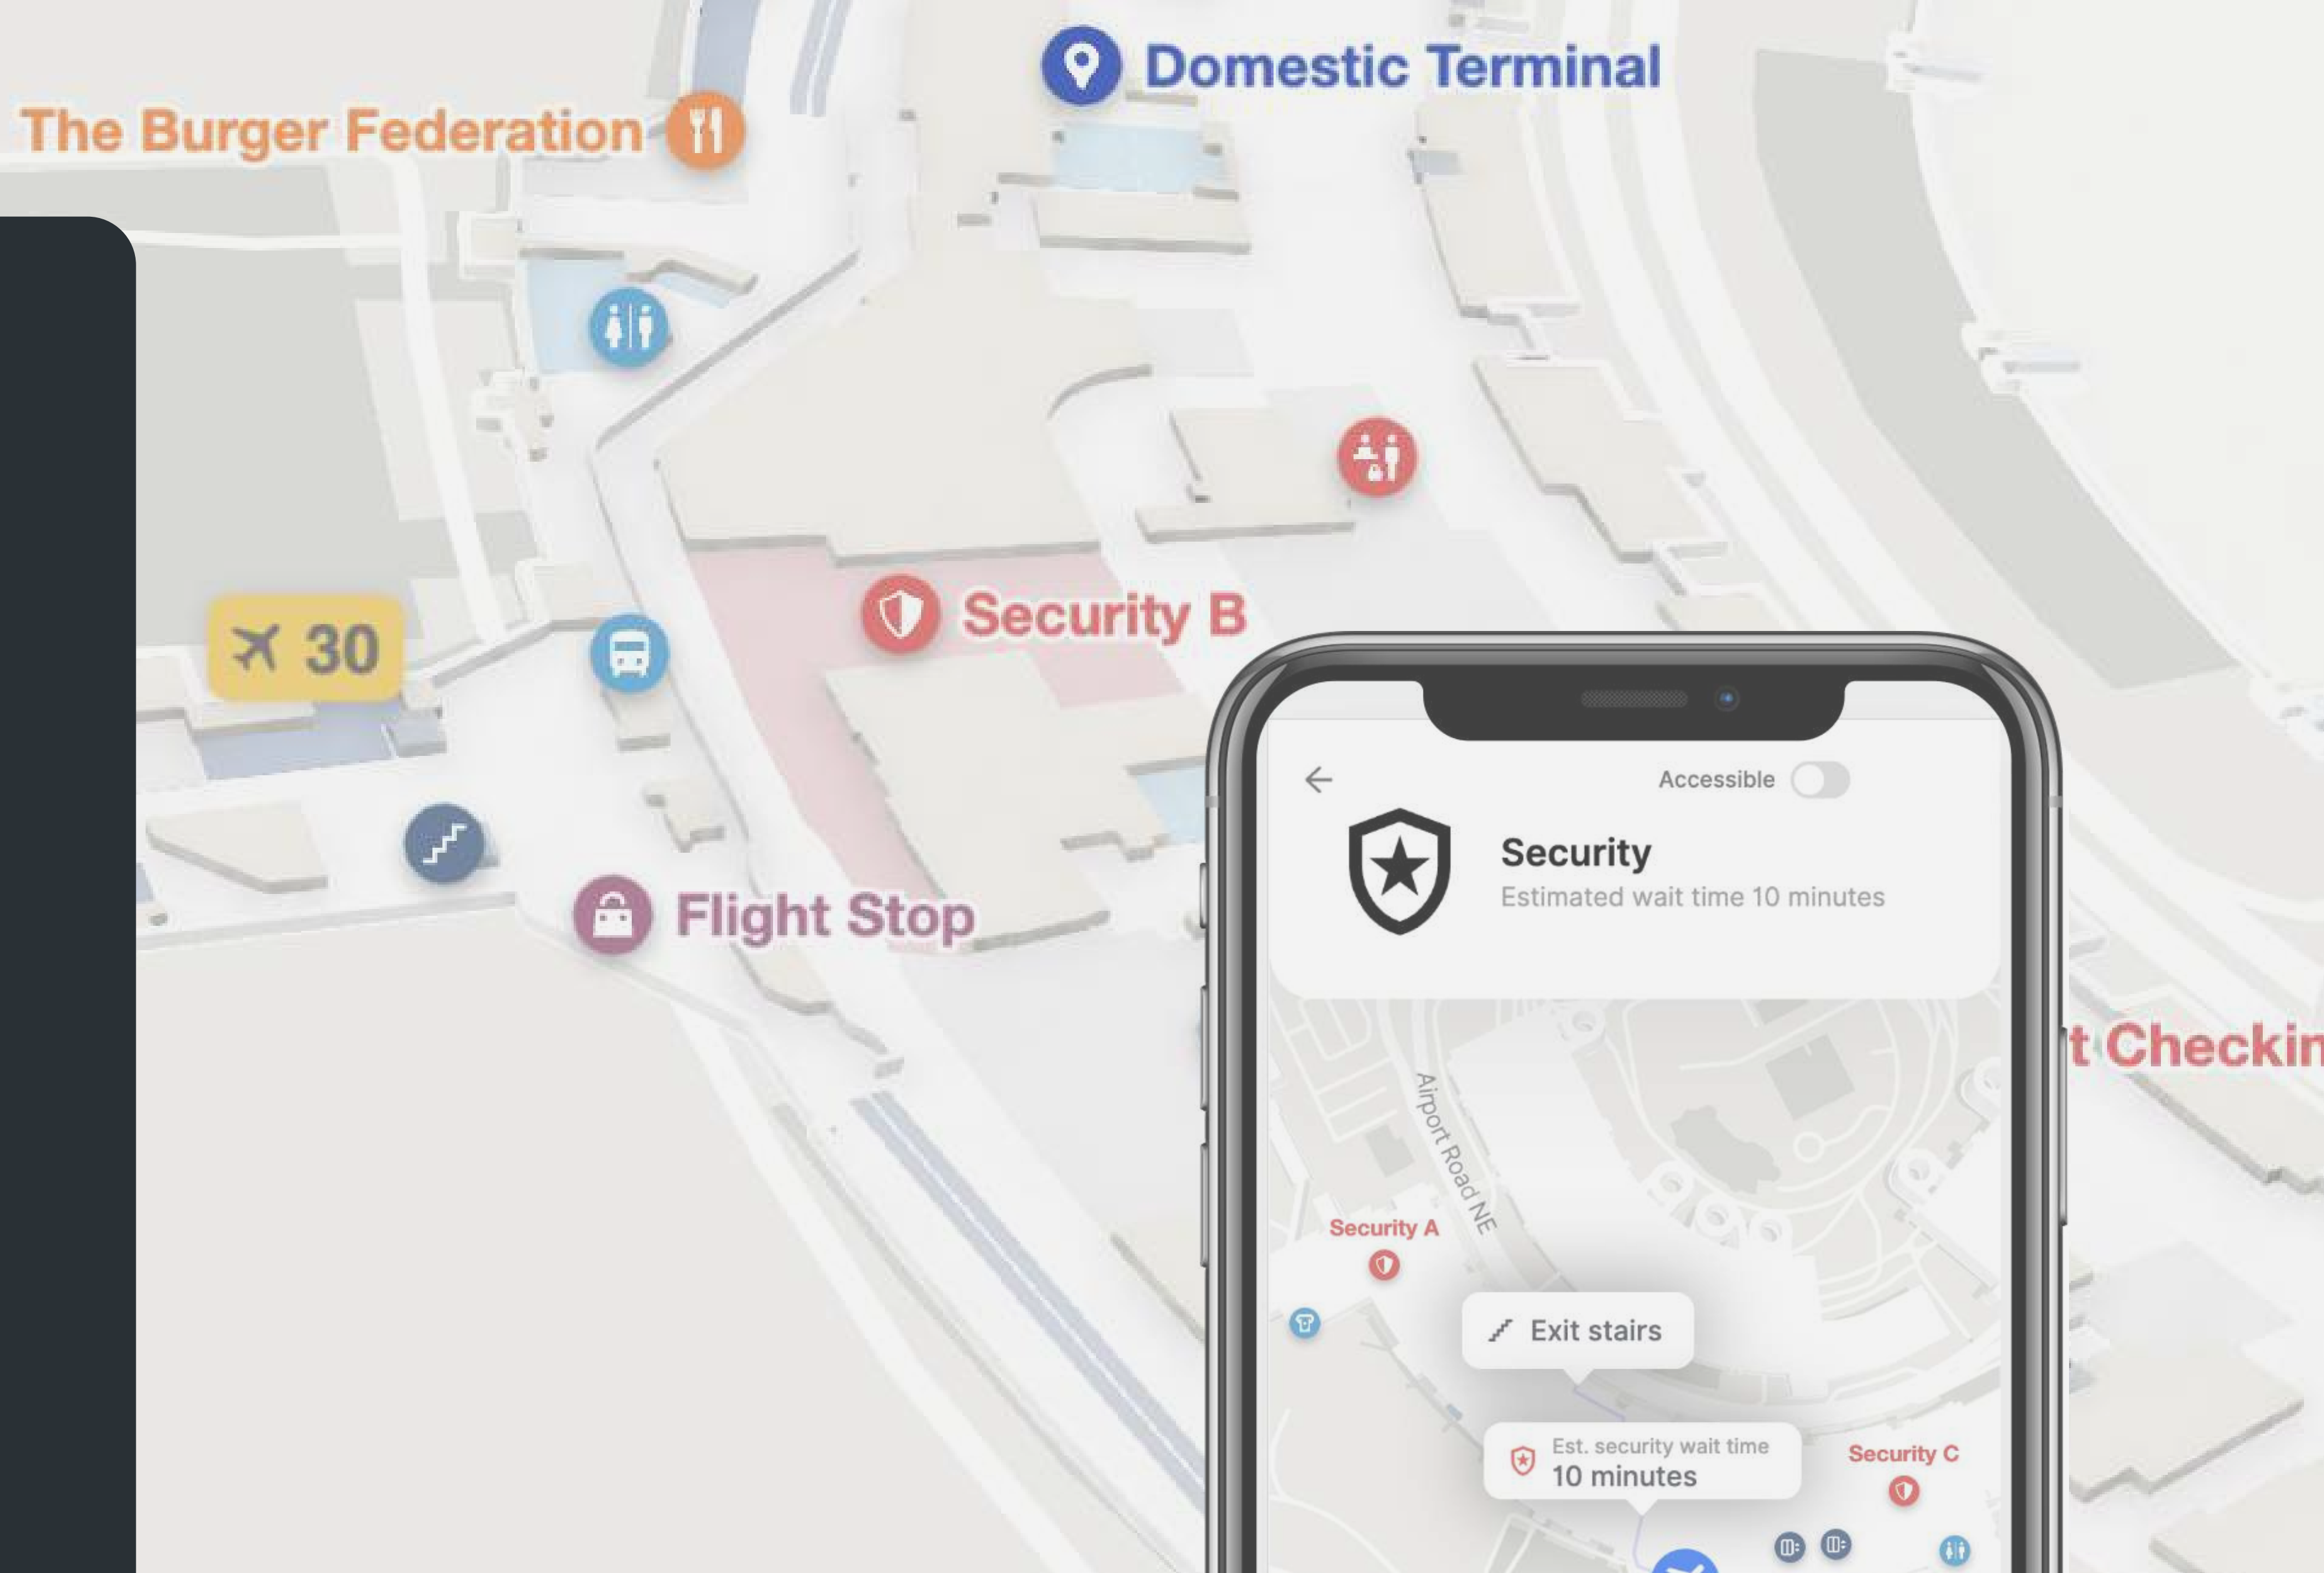 Domestic Terminal
The Burger Federation
Security B
30
Flight Stop
Accessible
Security
Estimated wait time 10 minutes
t Checkin
Airport Road NE
Security A
Exit stairs
Est. security wait time
10 minutes
Security C